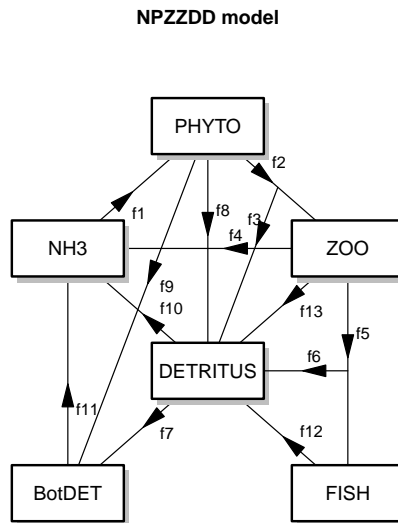 NPZZDD model
PHYTO
f2
f1
f8
f3
f4
NH3
ZOO
f9
f10
f13
f5
f6
DETRITUS
f11
f7
f12
BotDET
FISH